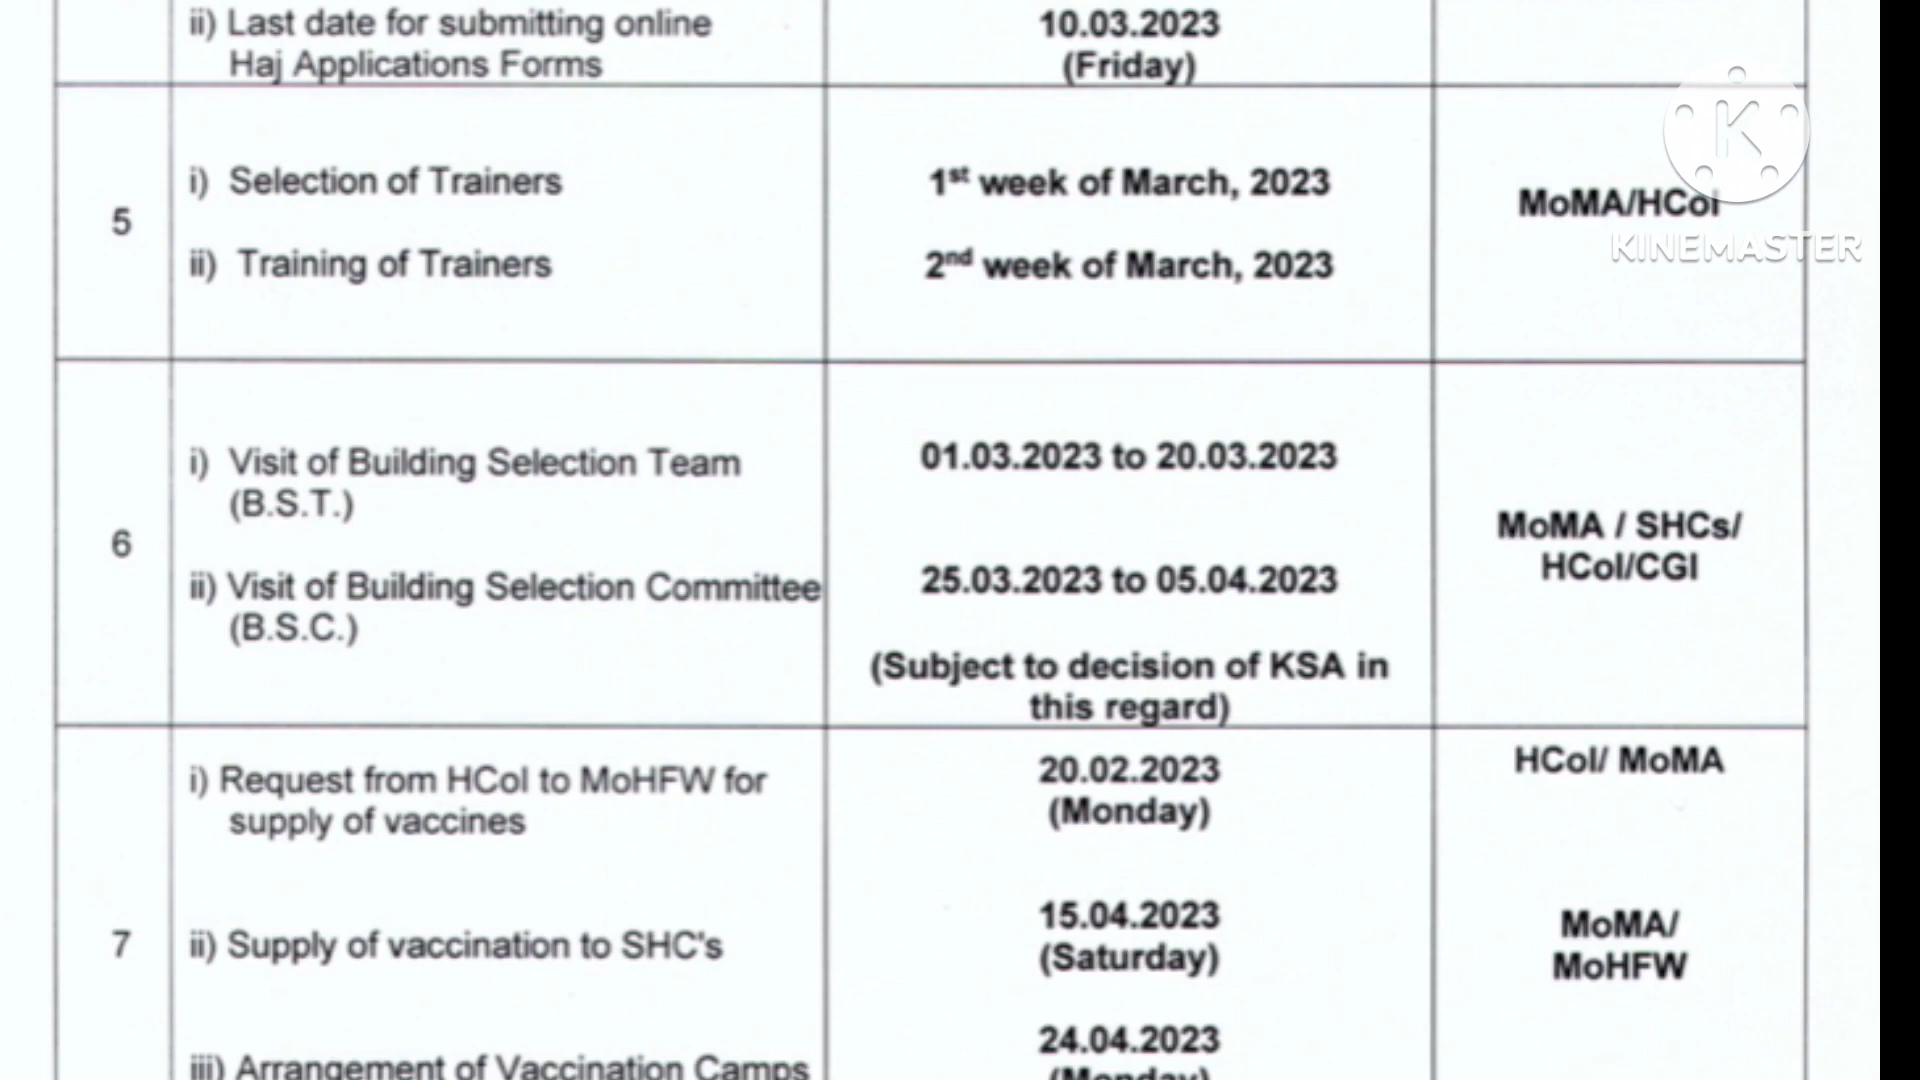 ii) Last date for submitting online
Haj Applications Forms
10.03.2023
(Friday)
5
i) Selection of Trainers
1st week of March, 2023
ii) Training of Trainers
2nd week of March, 2023
MoMA/HCoI
KINEMASTER
6
i) Visit of Building Selection Team
(B.S.T.)
01.03.2023 to 20.03.2023
ii) Visit of Building Selection Committee
(B.S.C.)
25.03.2023 to 05.04.2023
(Subject to decision of KSA in
this regard)
MoMA / SHCs/
HCoI/CGI
7
i) Request from HCoI to MoHFW for
supply of vaccines
20.02.2023
(Monday)
HCoI/ MoMA
ii) Supply of vaccination to SHC's
15.04.2023
(Saturday)
MoMA/
MoHFW
iii) Arrangement of Vaccination Camps
24.04.2023
(Monday)